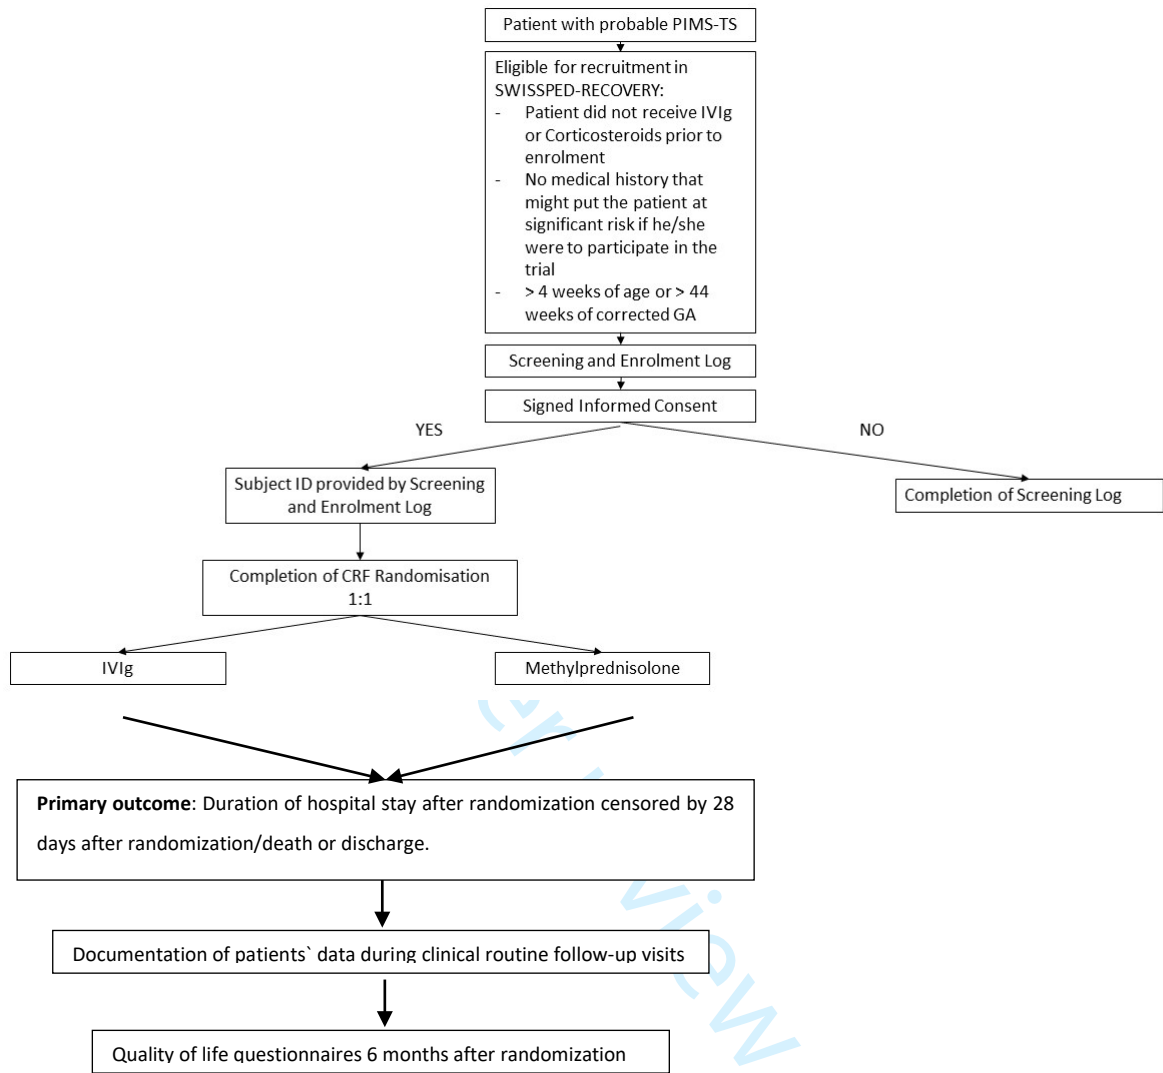 Patient with probable PIMS-TS
Eligible for recruitment in
SWISSPED-RECOVERY:
- Patient did not receive IVIg
or Corticosteroids prior to
enrolment
- No medical history that
might put the patient at
significant risk if he/she
were to participate in the
trial
- > 4 weeks of age or > 44
weeks of corrected GA
Screening and Enrolment Log
Signed Informed Consent
YES
NO
Subject ID provided by Screening
and Enrolment Log
Completion of Screening Log
Completion of CRF Randomisation
1:1
IVIg
Methylprednisolone
Primary outcome: Duration of hospital stay after randomization censored by 28
days after randomization/death or discharge.
Documentation of patients` data during clinical routine follow-up visits
Quality of life questionnaires 6 months after randomization
view